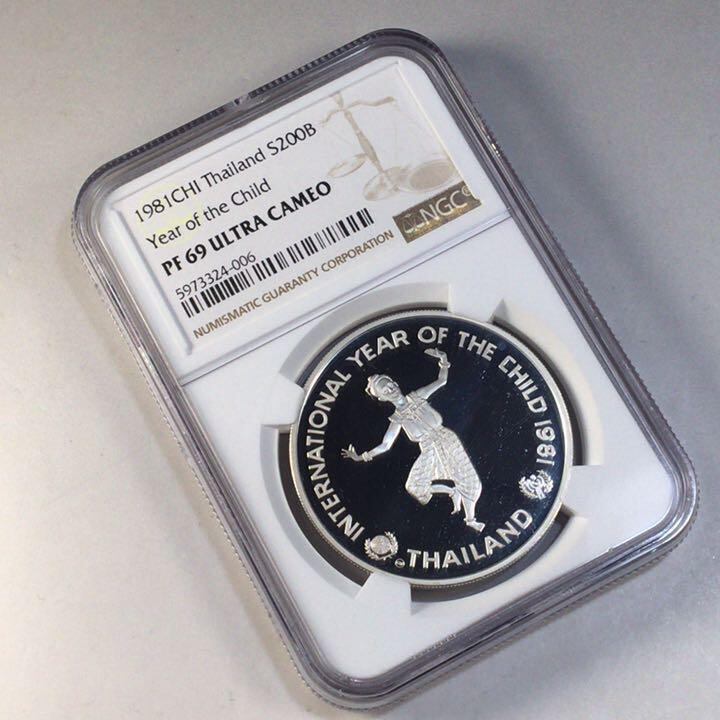 1981CHI Thailand S200B
Year of the Child
PF 69 ULTRA CAMEO
5973324-006
NUMISMATIC GUARANTY CORPORATION
NGC®
INTERNATIONAL YEAR OF THE CHILD 1981
THAILAND